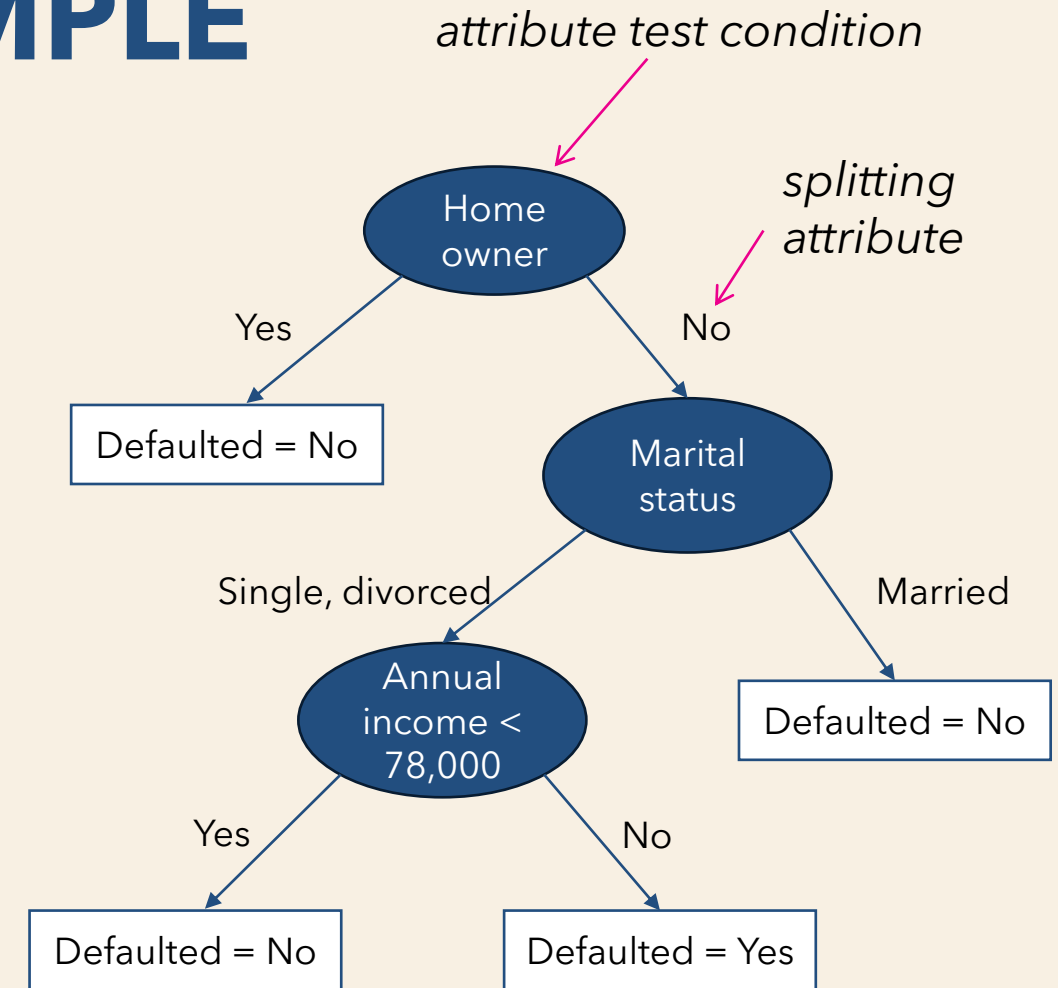 MPLE
attribute test condition
Home
owner
splitting
attribute
Yes
No
Defaulted = No
Marital
status
Single, divorced
Married
Annual
income <
78,000
Defaulted = No
Yes
No
Defaulted = No
Defaulted = Yes